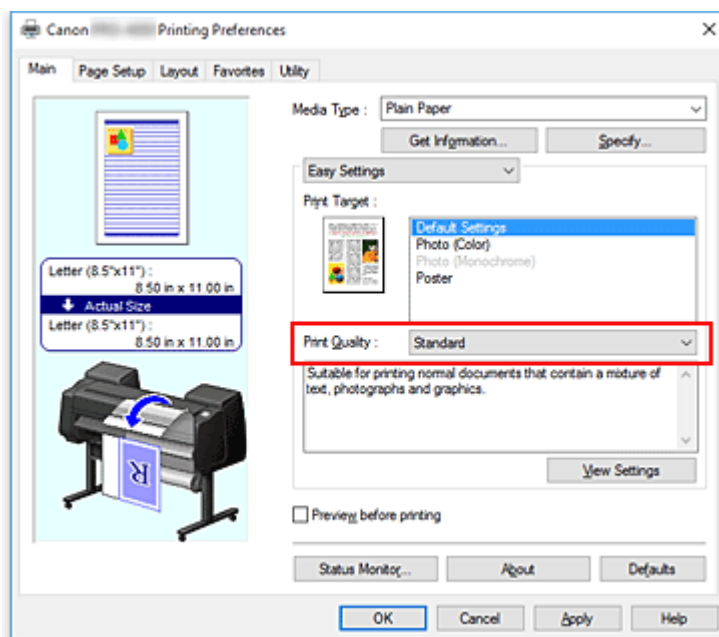 Canon Printing Preferences
Main Page Setup Layout Favorites Utility
Media Type : Plain Paper
Get Information... Specify...
Easy Settings
Print Target :
Default Settings
Photo (Color)
Photo (Monochrome)
Poster
Letter (8.5"x11") :
8.50 in x 11.00 in
Actual Size
Letter (8.5"x11") :
8.50 in x 11.00 in
R
Print Quality : Standard
Suitable for printing normal documents that contain a mixture of
text, photographs and graphics.
View Settings
Preview before printing
Status Monitor... About Defaults
OK Cancel Apply Help